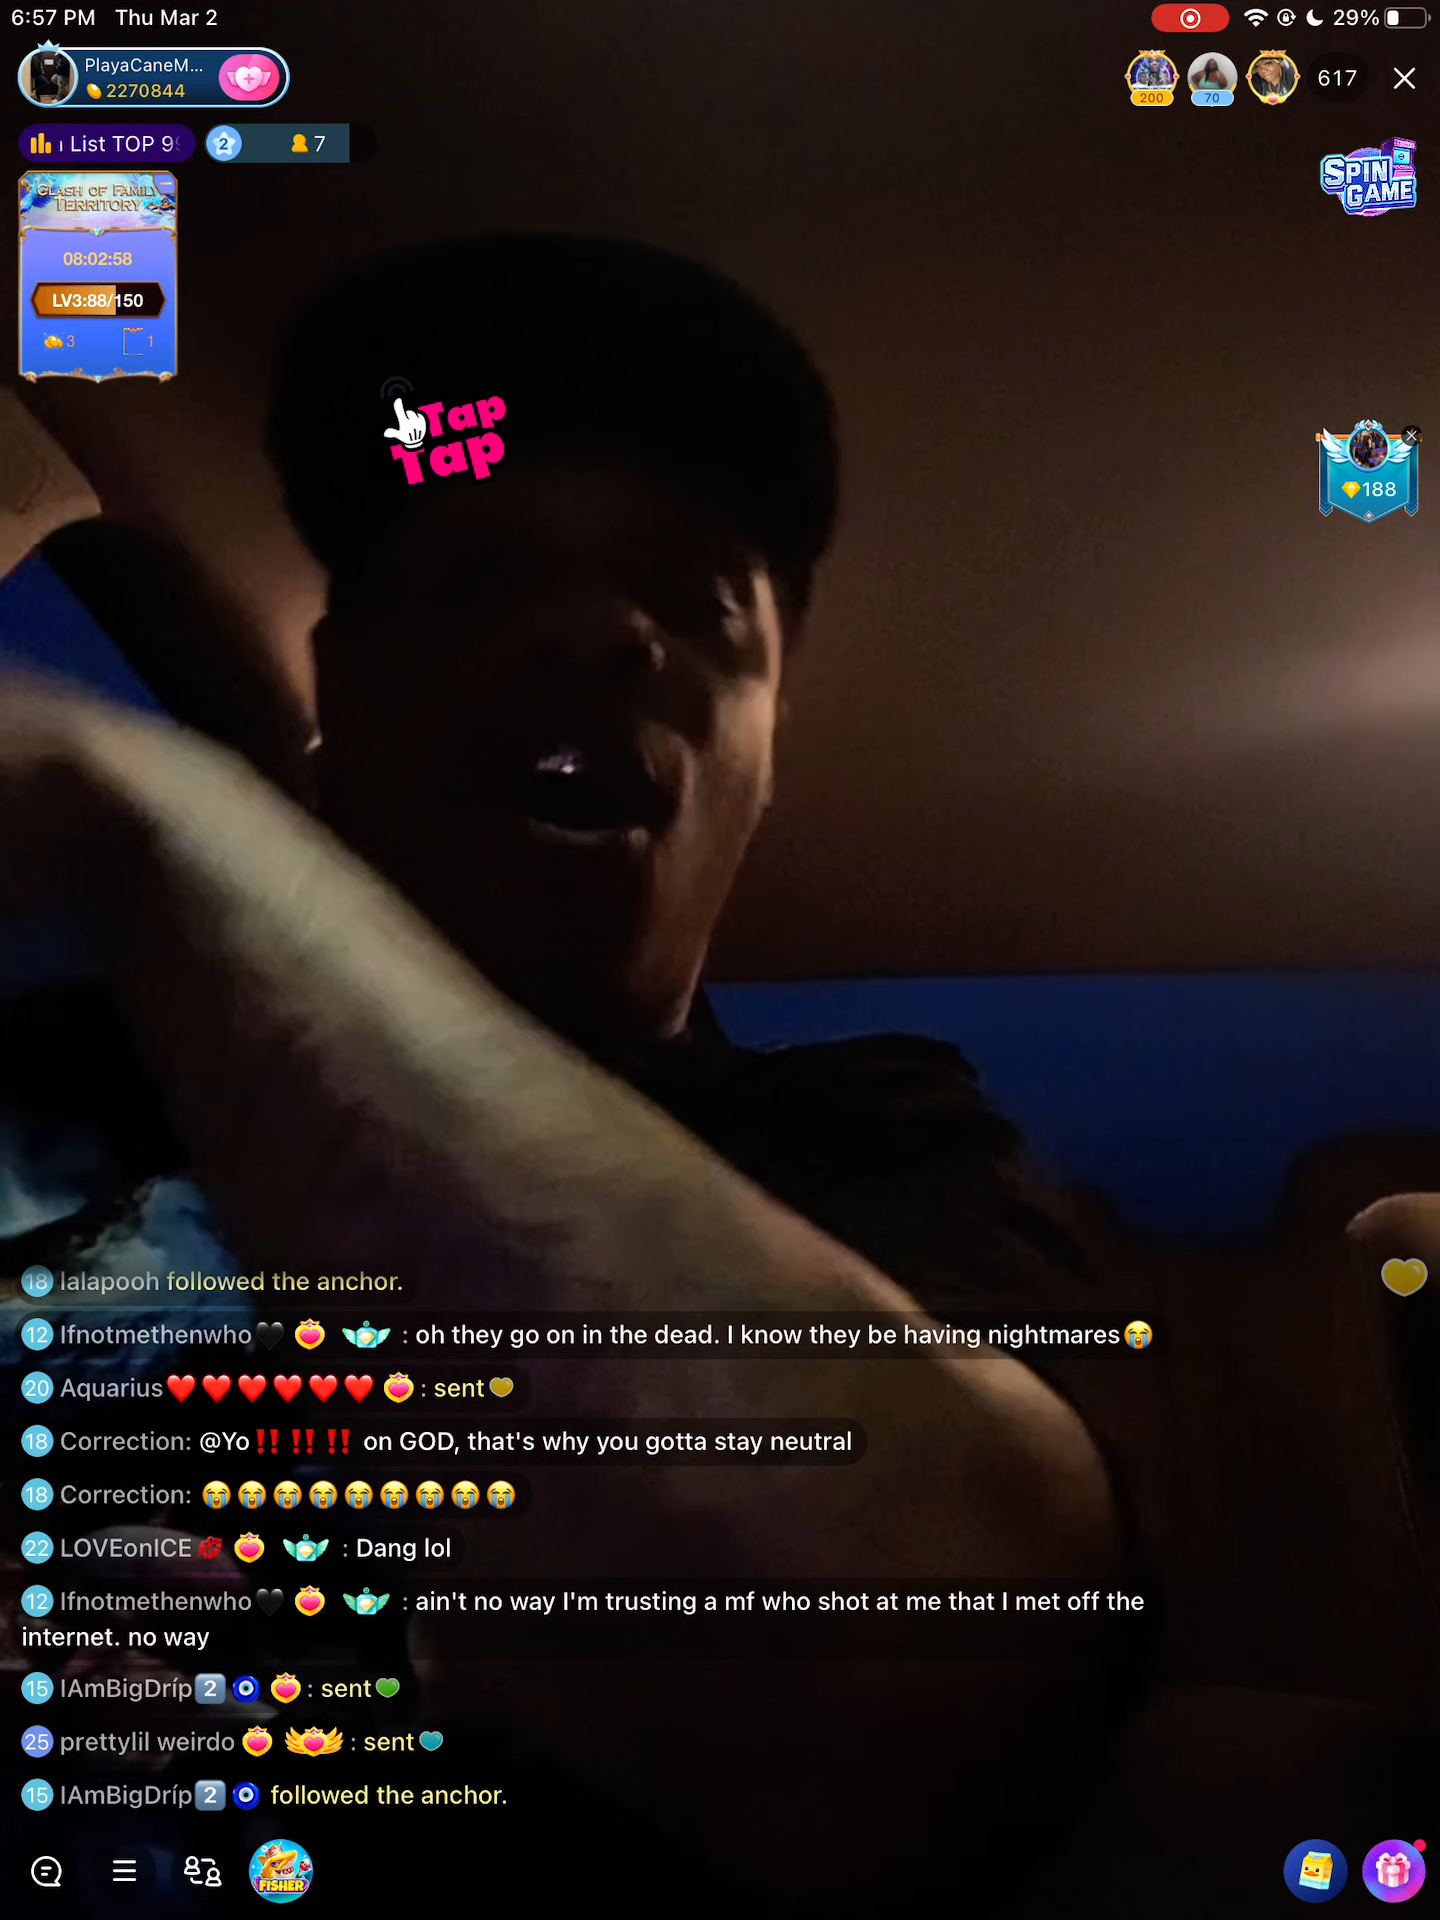 6:57 PM Thu Mar 2
29%
PlayaCaneM...
2270844
200
70
617
List TOP 9
2
7
CLASH OF FAMILY
TERRITORY
08:02:58
LV3:88/150
3
1
SPIN
GAME
Tap
Tap
188
18 lalapooh followed the anchor.
12 Ifnotmethenwho🖤 : oh they go on in the dead. I know they be having nightmares😭
20 Aquarius❤️❤️❤️❤️❤️❤️ : sent💛
18 Correction: @Yo‼️‼️‼️ on GOD, that's why you gotta stay neutral
18 Correction: 😭😭😭😭😭😭😭😭😭
22 LOVEonICE💋 : Dang lol
12 Ifnotmethenwho🖤 : ain't no way I'm trusting a mf who shot at me that I met off the
internet. no way
15 IAmBigDríp2️⃣🧿 : sent💚
25 prettylil weirdo : sent🩵
15 IAmBigDríp2️⃣🧿 followed the anchor.
FISHER